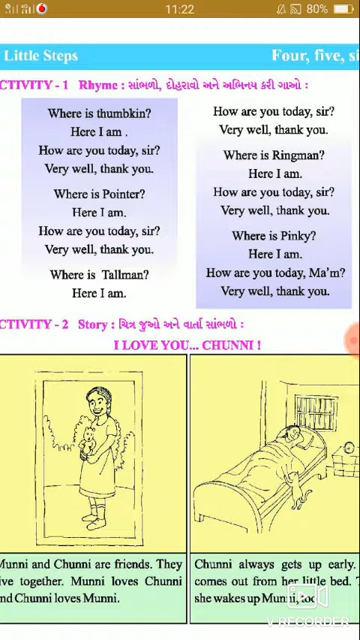 11:22
80%
Little Steps
Four, five, si
CTIVITY - 1 Rhyme : સાંભળો, દોહરાવો અને અભિનય કરી ગાઓ :
Where is thumbkin?
Here I am .
How are you today, sir?
Very well, thank you.
Where is Pointer?
Here I am.
How are you today, sir?
Very well, thank you.
Where is Tallman?
Here I am.
How are you today, sir?
Very well, thank you.
Where is Ringman?
Here I am.
How are you today, sir?
Very well, thank you.
Where is Pinky?
Here I am.
How are you today, Ma'm?
Very well, thank you.
CTIVITY - 2 Story : ચિત્ર જુઓ અને વાર્તા સાંભળો :
I LOVE YOU... CHUNNI !
Munni and Chunni are friends. They
ive together. Munni loves Chunni
nd Chunni loves Munni.
Chunni always gets up early.
comes out from her little bed.
she wakes up Munni, too